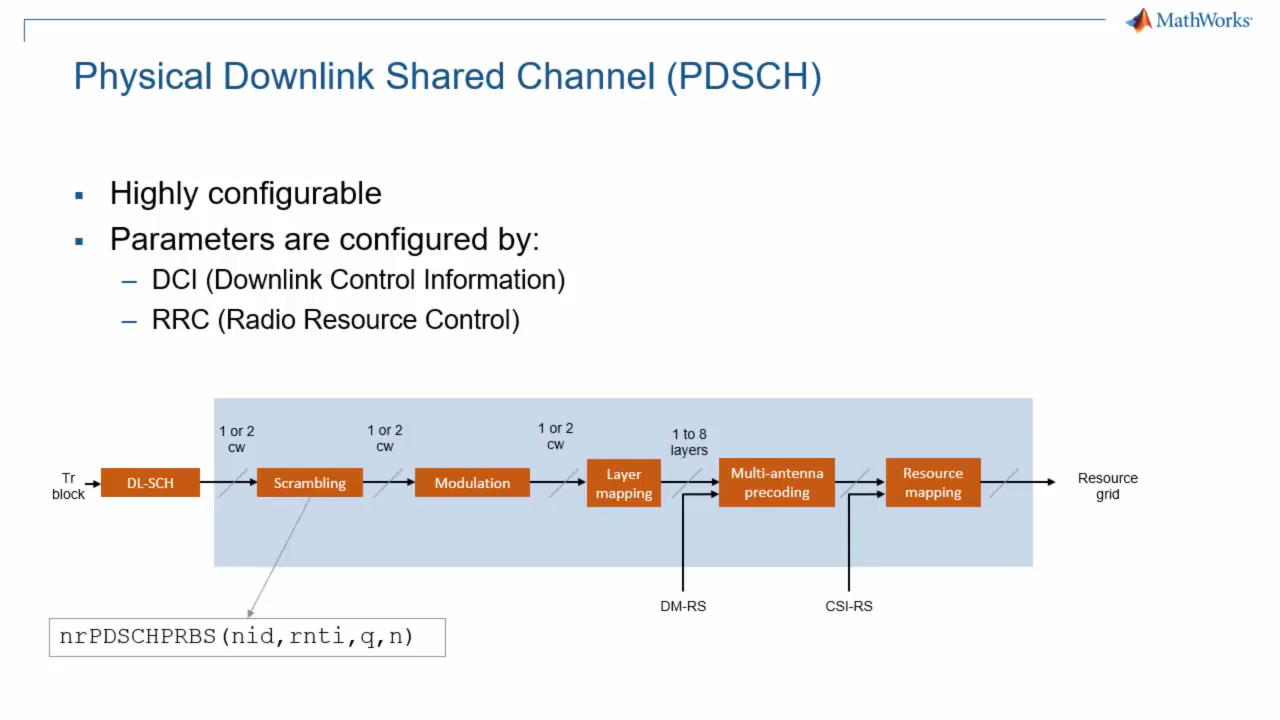 MathWorks
Physical Downlink Shared Channel (PDSCH)
Highly configurable
Parameters are configured by:
– DCI (Downlink Control Information)
– RRC (Radio Resource Control)
1 or 2
cw
1 or 2
cw
1 or 2
cw
1 to 8
layers
Tr
block
DL-SCH
Scrambling
Modulation
Layer
mapping
Multi-antenna
precoding
Resource
mapping
Resource
grid
DM-RS
CSI-RS
nrPDSCHPRBS(nid,rnti,q,n)